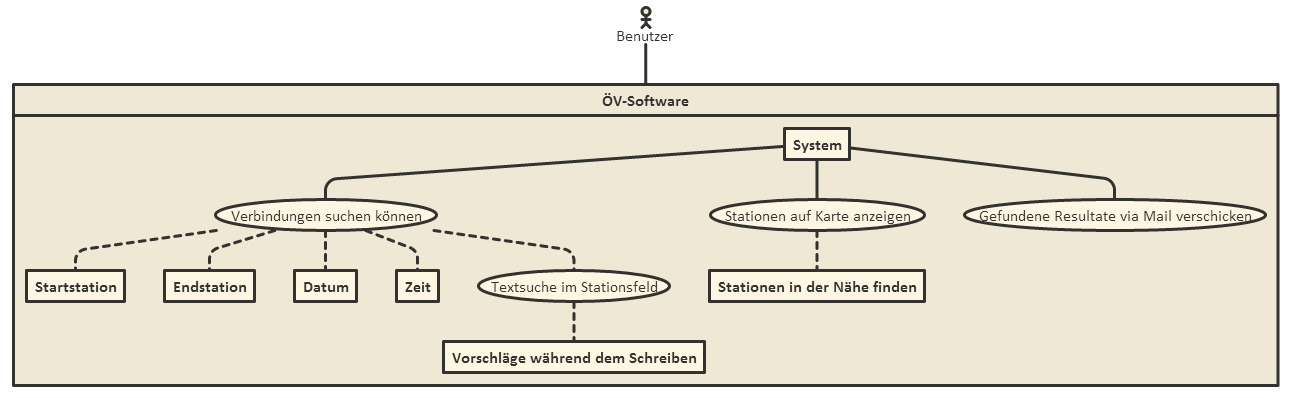 Benutzer
ÖV-Software
System
Verbindungen suchen können
Stationen auf Karte anzeigen
Gefundene Resultate via Mail verschicken
Startstation
Endstation
Datum
Zeit
Textsuche im Stationsfeld
Stationen in der Nähe finden
Vorschläge während dem Schreiben